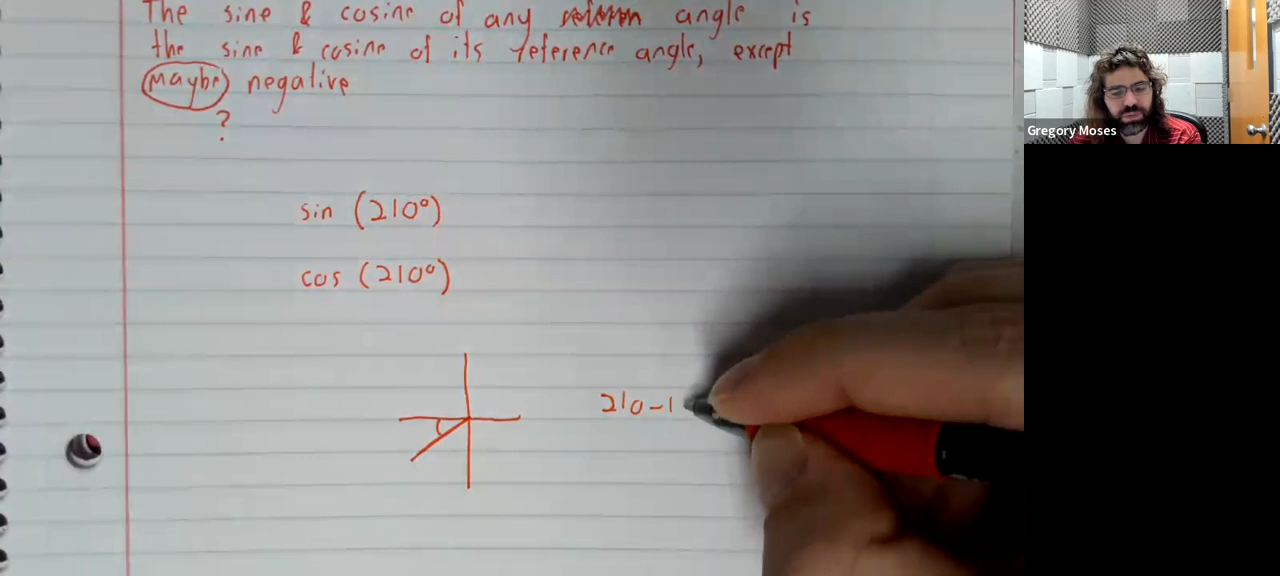 The sine & cosine of any angle is
the sine & cosine of its reference angle, except
maybe negative
?
sin (210°)
cos (210°)
210-1
Gregory Moses